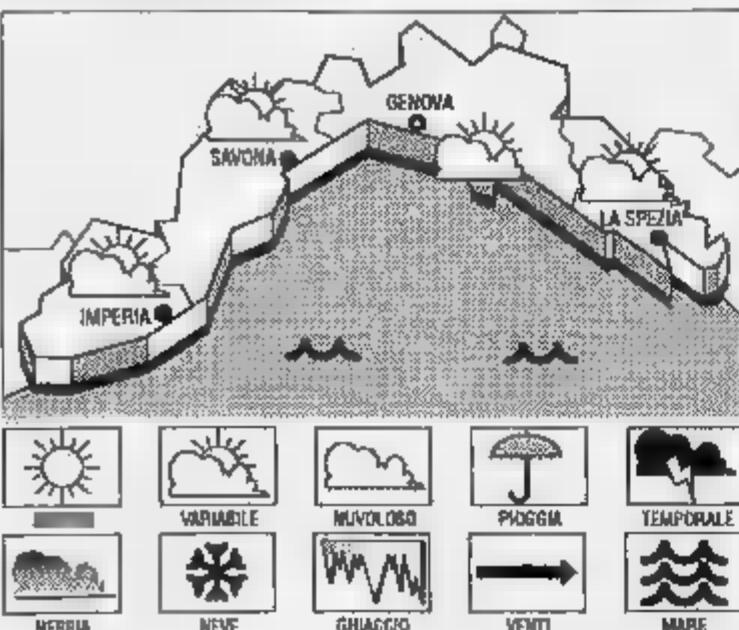 GENOVA
SAVONA
LA SPEZIA
IMPERIA
VARIABILE
NUVOLOSO
PIOGGIA
TEMPORALE
NEBBIA
NEVE
GHIACCIO
VENTI
MARE